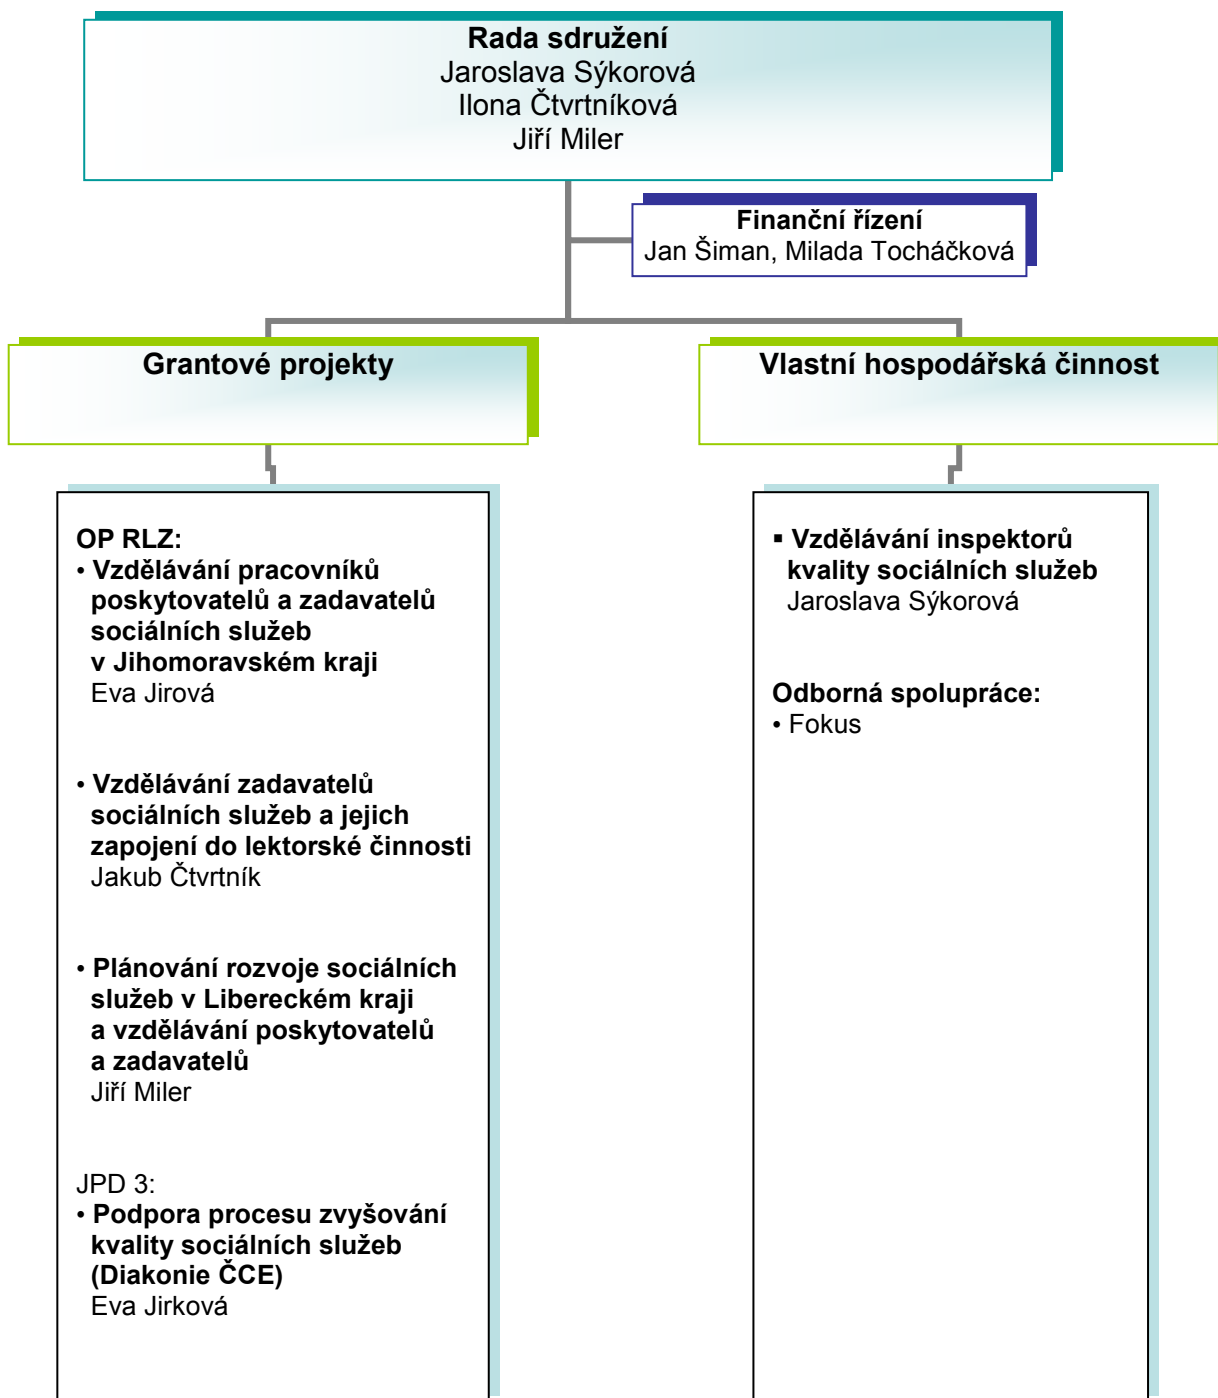 Rada sdružení
Jaroslava Sýkorová
Ilona Čtvrtníková
Jiří Miler
Finanční řízení
Jan Šiman, Milada Tocháčková
Grantové projekty
Vlastní hospodářská činnost
OP RLZ:
• Vzdělávání pracovníků
poskytovatelů a zadavatelů
sociálních služeb
v Jihomoravském kraji
Eva Jirová
• Vzdělávání zadavatelů
sociálních služeb a jejich
zapojení do lektorské činnosti
Jakub Čtvrtník
• Plánování rozvoje sociálních
služeb v Libereckém kraji
a vzdělávání poskytovatelů
a zadavatelů
Jiří Miler
JPD 3:
• Podpora procesu zvyšování
kvality sociálních služeb
(Diakonie ČCE)
Eva Jirková
▪ Vzdělávání inspektorů
kvality sociálních služeb
Jaroslava Sýkorová
Odborná spolupráce:
• Fokus